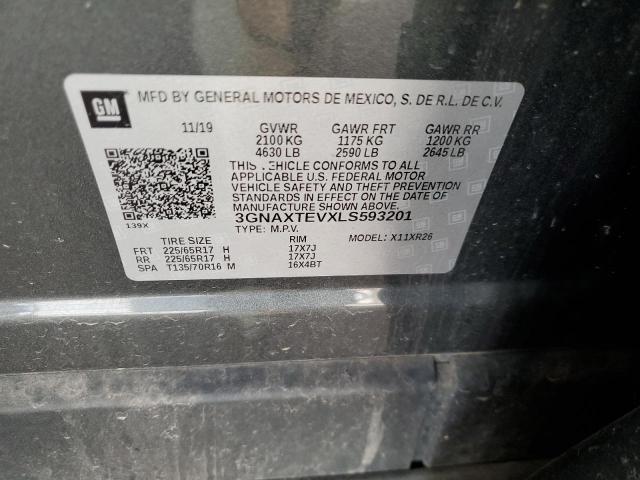 GM
MFD BY GENERAL MOTORS DE MEXICO, S. DE R.L. DE C.V.
11/19 GVWR GAWR FRT GAWR RR
2100 KG 1175 KG 1200 KG
4630 LB 2590 LB 2645 LB
THIS VEHICLE CONFORMS TO ALL
APPLICABLE U.S. FEDERAL MOTOR
VEHICLE SAFETY AND THEFT PREVENTION
STANDARDS IN EFFECT ON THE DATE OF
MANUFACTURE SHOWN ABOVE.
3GNAXTEVXLS593201
139X TYPE: M.P.V.
TIRE SIZE RIM MODEL: X11XR26
FRT 225/65R17 H 17X7J
RR 225/65R17 H 17X7J
SPA T135/70R16 M 16X4BT